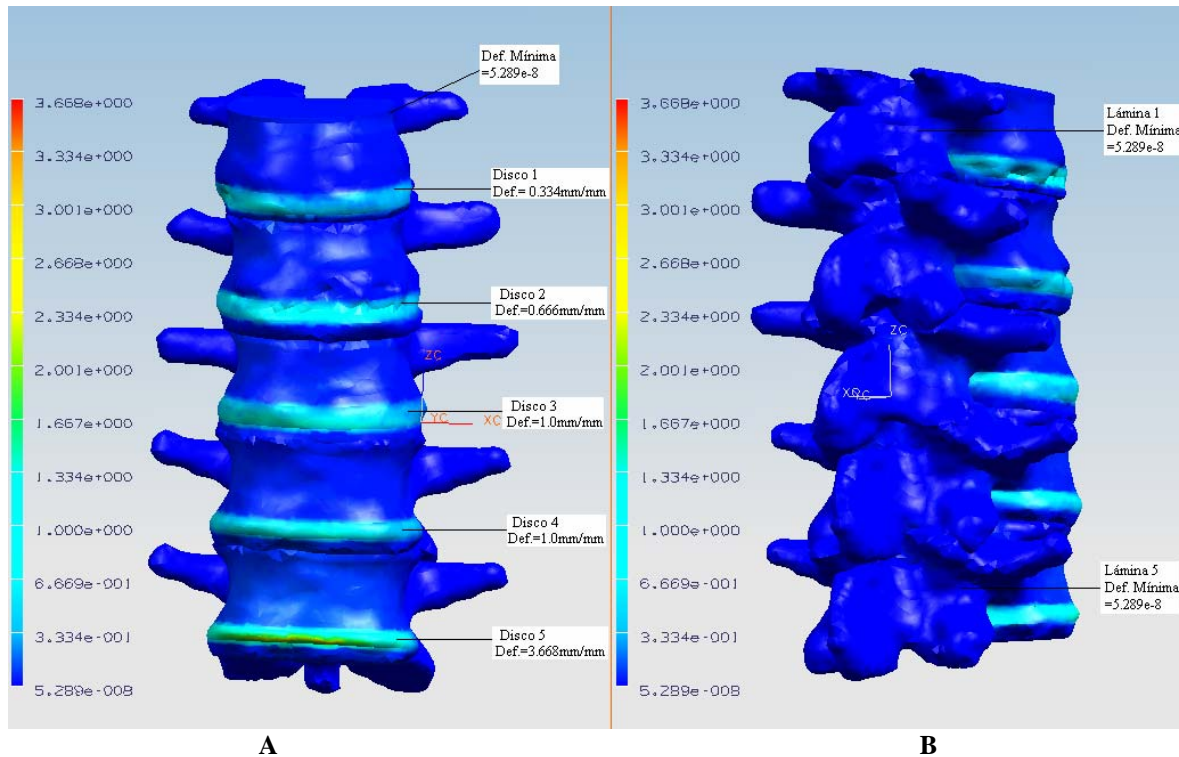 Def. Mínima
=5.289e-8
3.668e+000
3.334e+000
3.001e+000
2.668e+000
2.334e+000
2.001e+000
1.667e+000
1.334e+000
1.000e+000
6.669e-001
3.334e-001
5.289e-008
Disco 1
Def.= 0.334mm/mm
Disco 2
Def.=0.666mm/mm
ZC
YC
XC
Disco 3
Def.=1.0mm/mm
Disco 4
Def.=1.0mm/mm
Disco 5
Def.=3.668mm/mm
A
3.668e+000
3.334e+000
3.001e+000
2.668e+000
2.334e+000
2.001e+000
1.667e+000
1.334e+000
1.000e+000
6.669e-001
3.334e-001
5.289e-008
Lámina 1
Def. Mínima
=5.289e-8
ZC
Lámina 5
Def. Mínima
=5.289e-8
B